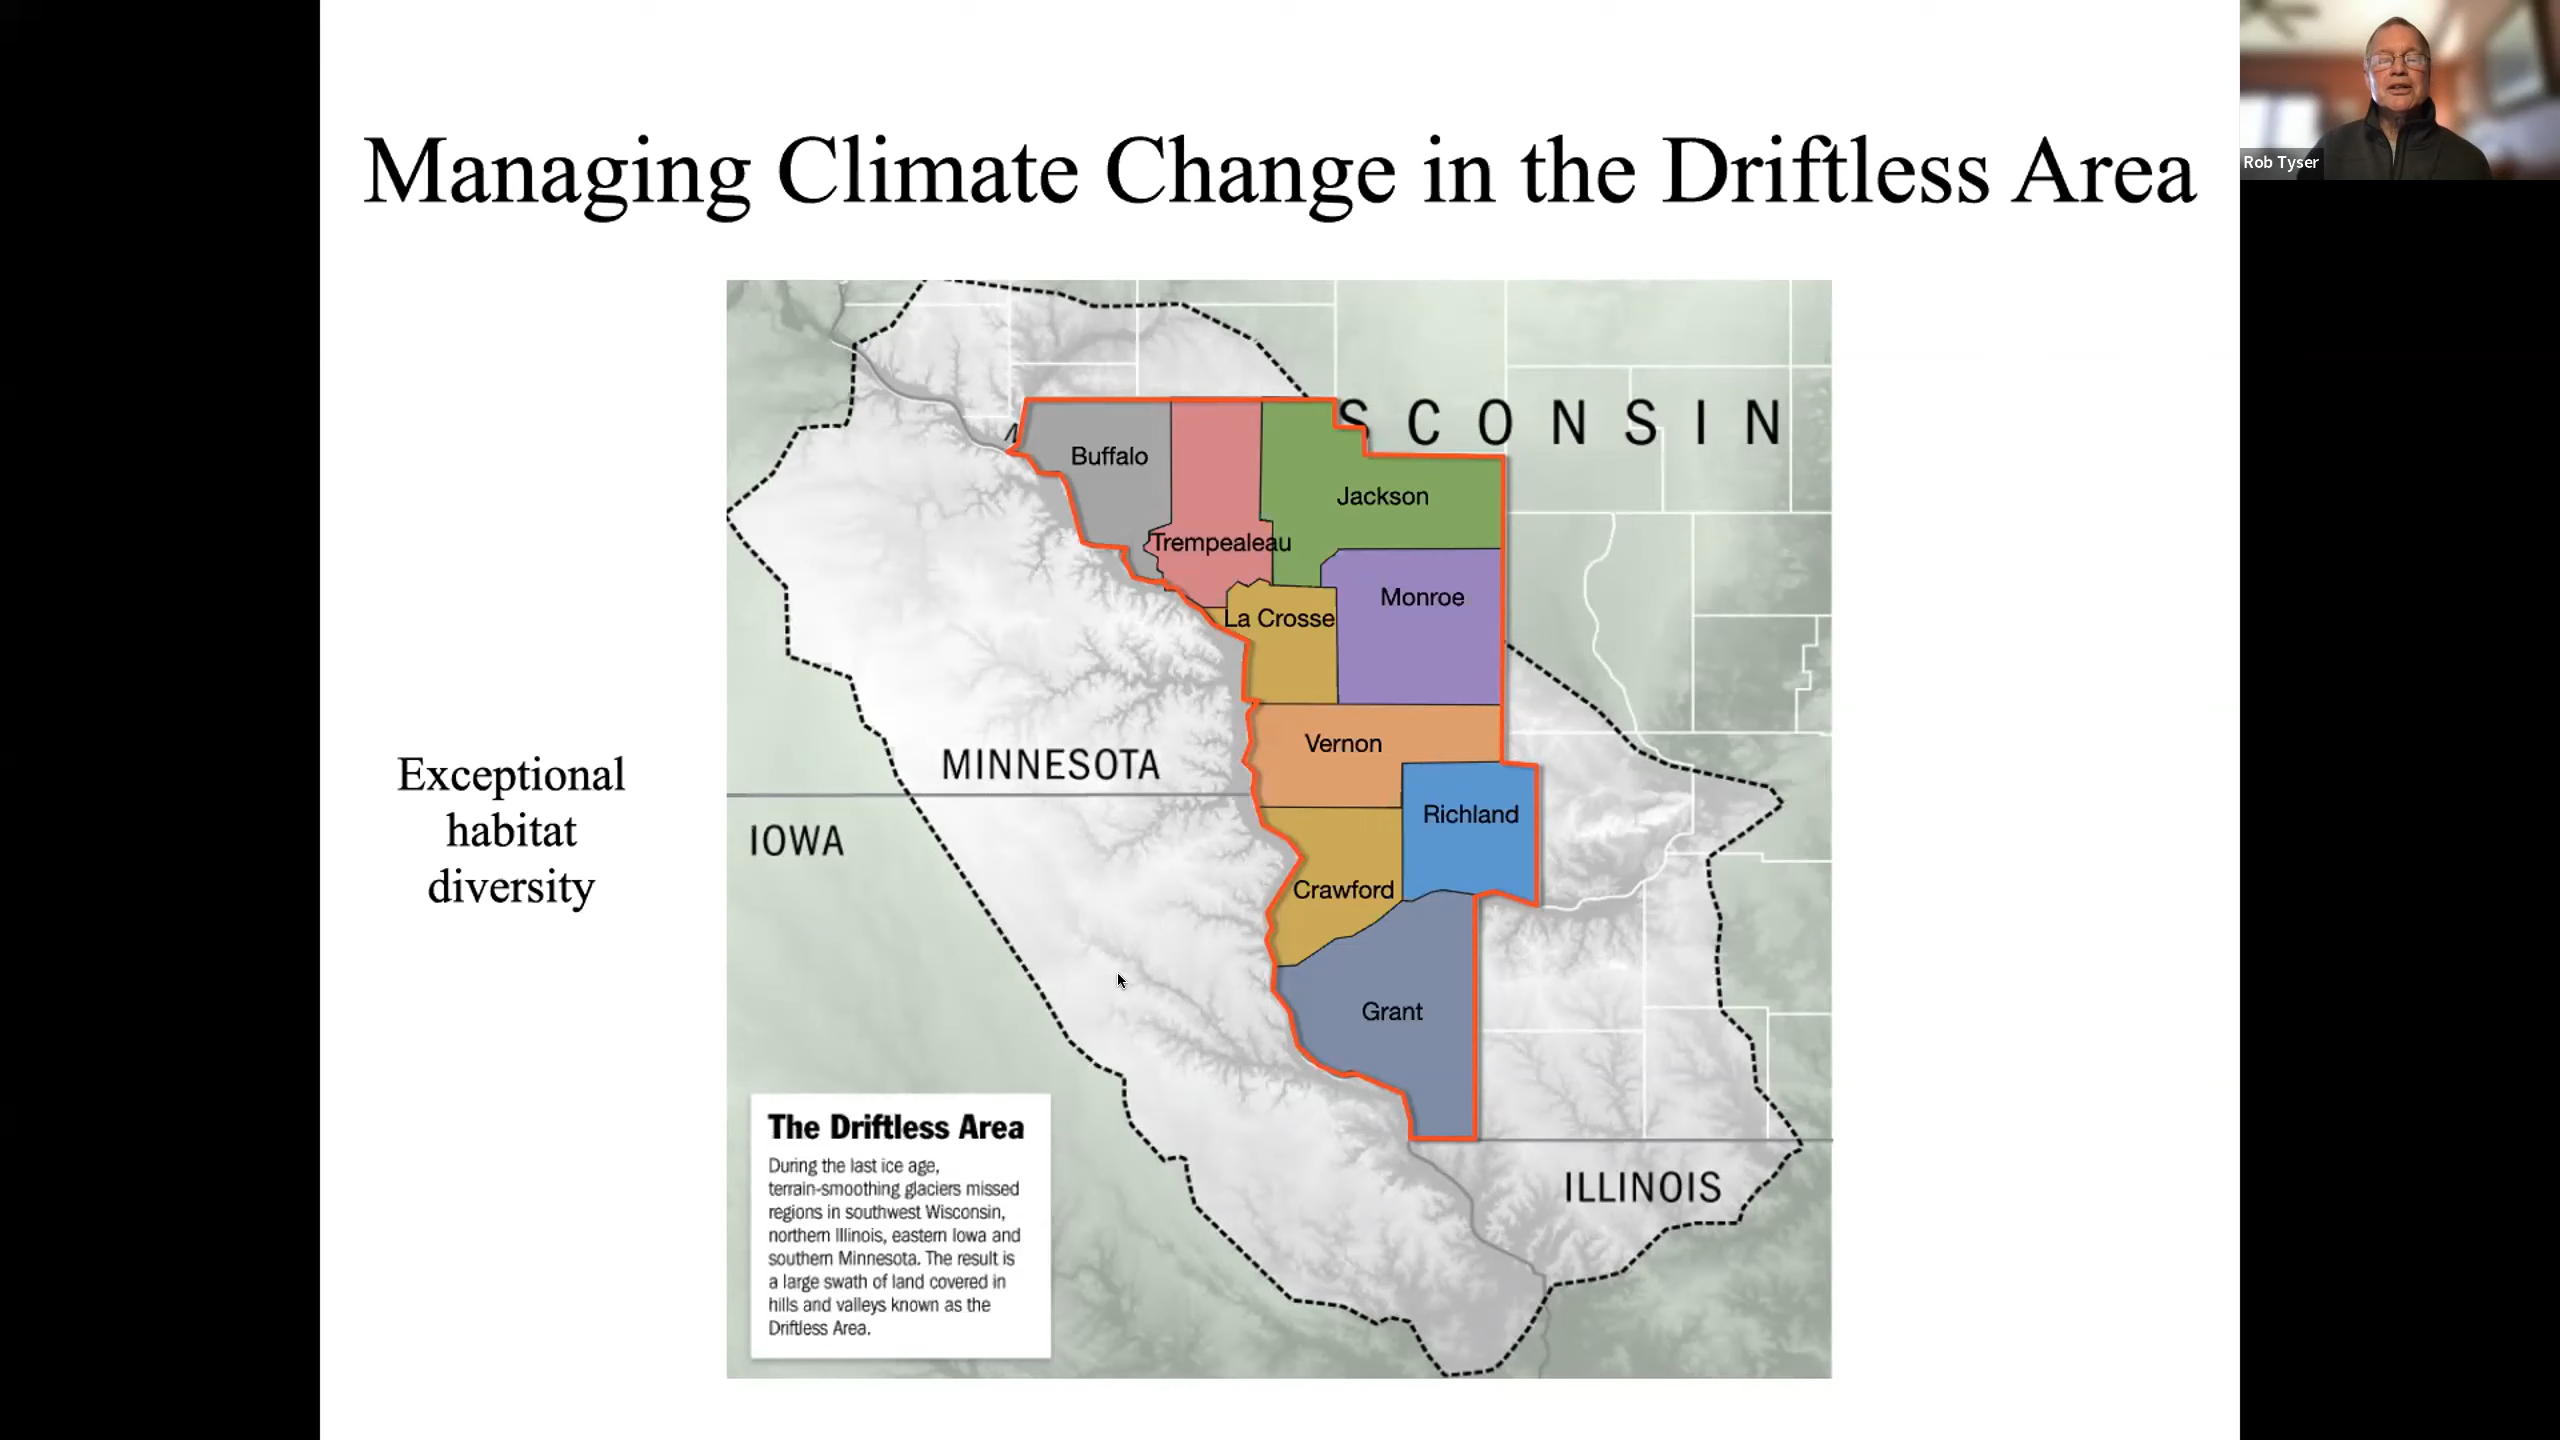 Managing Climate Change in the Driftless Area
Rob Tyser
SCONSIN
Buffalo
Jackson
Trempealeau
Monroe
La Crosse
Vernon
MINNESOTA
Exceptional
habitat
diversity
Richland
IOWA
Crawford
Grant
The Driftless Area
During the last ice age,
terrain-smoothing glaciers missed
regions in southwest Wisconsin,
northern Illinois, eastern Iowa and
southern Minnesota. The result is
a large swath of land covered in
hills and valleys known as the
Driftless Area.
ILLINOIS